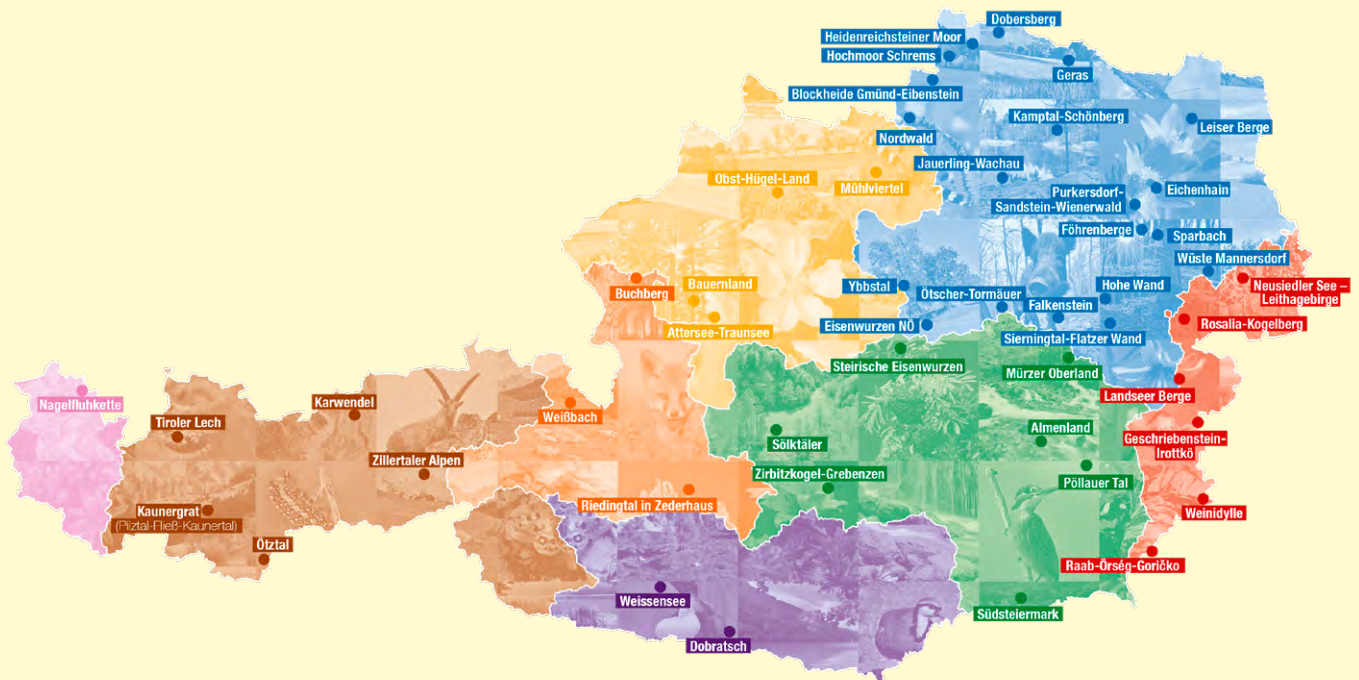 Dobersberg
Heidenreichsteiner Moor
Hochmoor Schrems
Geras
Blockheide Gmünd-Eibenstein
Nordwald
Kamptal-Schönberg
Leiser Berge
Jauerling-Wachau
Obst-Hügel-Land
Mühlviertel
Purkersdorf-
Sandstein-Wienerwald
Eichenhain
Föhrenberge
Sparbach
Wüste Mannersdorf
Buchberg
Bauernland
Ybbstal
Ötscher-Tormäuer
Hohe Wand
Neusiedler See –
Leithagebirge
Falkenstein
Attersee-Traunsee
Eisenwurzen NÖ
Sierningtal-Flatzer Wand
Rosalia-Kogelberg
Steirische Eisenwurzen
Mürzer Oberland
Landseer Berge
Nagelfluhkette
Karwendel
Tiroler Lech
Weißbach
Sölktäler
Almenland
Geschriebenstein-
Irottkö
Zillertaler Alpen
Zirbitzkogel-Grebenzen
Pöllauer Tal
Riedingtal in Zederhaus
Kaunergrat
(Pilztal-Fließ-Kaunertal)
Weinidylle
Ötztal
Raab-Örség-Goričko
Weissensee
Südsteiermark
Dobratsch